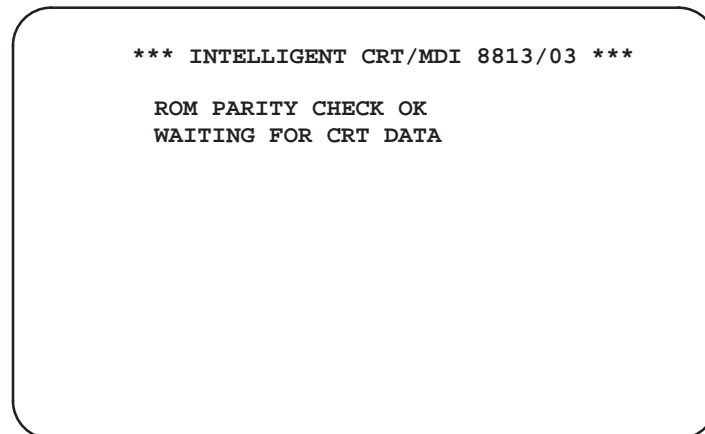 *** INTELLIGENT CRT/MDI 8813/03 ***
ROM PARITY CHECK OK
WAITING FOR CRT DATA